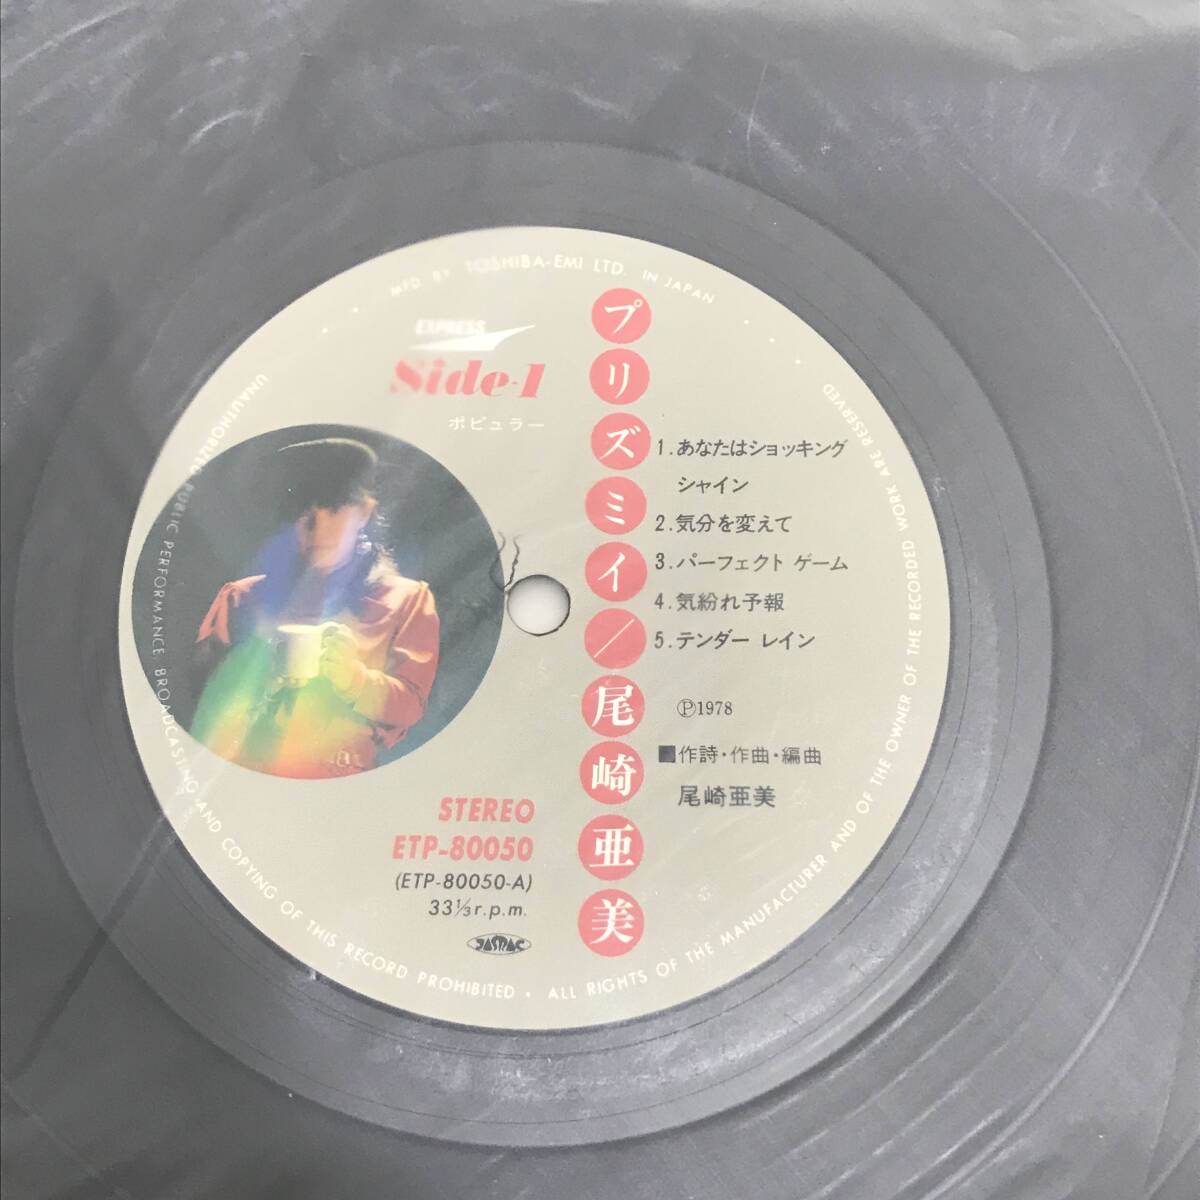 MFD. BY TOSHIBA-EMI LTD. IN JAPAN
EXPRESS
Side-1
ポピュラー
プリズミイ/尾崎亜美
1.あなたはショッキング
シャイン
2.気分を変えて
3.パーフェクト ゲーム
4.気紛れ予報
5.テンダー レイン
Ⓟ1978
■作詩・作曲・編曲
尾崎亜美
STEREO
ETP-80050
(ETP-80050-A)
33⅓r.p.m.
JASRAC
UNAUTHORIZED PUBLIC PERFORMANCE BROADCASTING AND COPYING OF THIS RECORD PROHIBITED • ALL RIGHTS OF THE MANUFACTURER AND OF THE OWNER OF THE RECORDED WORK ARE RESERVED